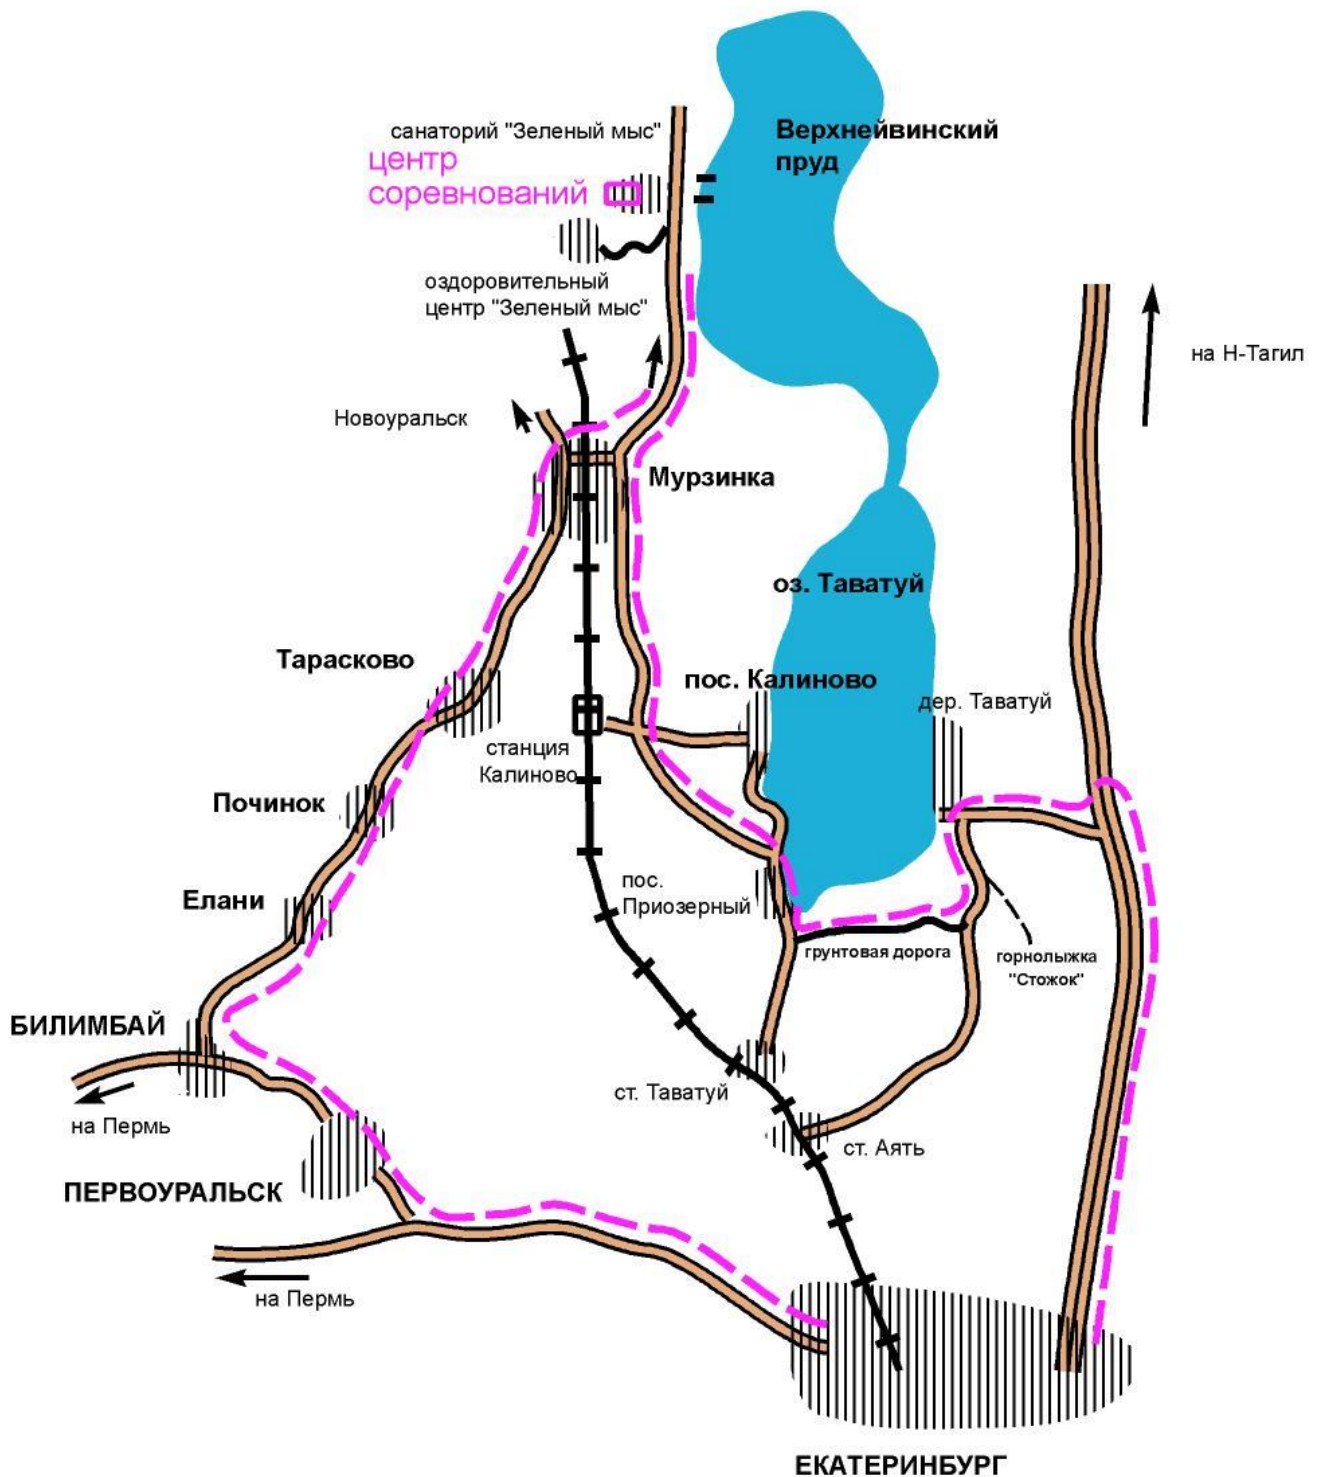 санаторий "Зеленый мыс"
центр
соревнований
Верхнейвинский
пруд
оздоровительный
центр "Зеленый мыс"
на Н-Тагил
Новоуральск
Мурзинка
оз. Таватуй
Тарасково
пос. Калиново
дер. Таватуй
станция
Калиново
Починок
Елани
пос.
Приозерный
грунтовая дорога
горнолыжка
"Стожок"
БИЛИМБАЙ
на Пермь
ст. Таватуй
ст. Аять
ПЕРВОУРАЛЬСК
на Пермь
ЕКАТЕРИНБУРГ